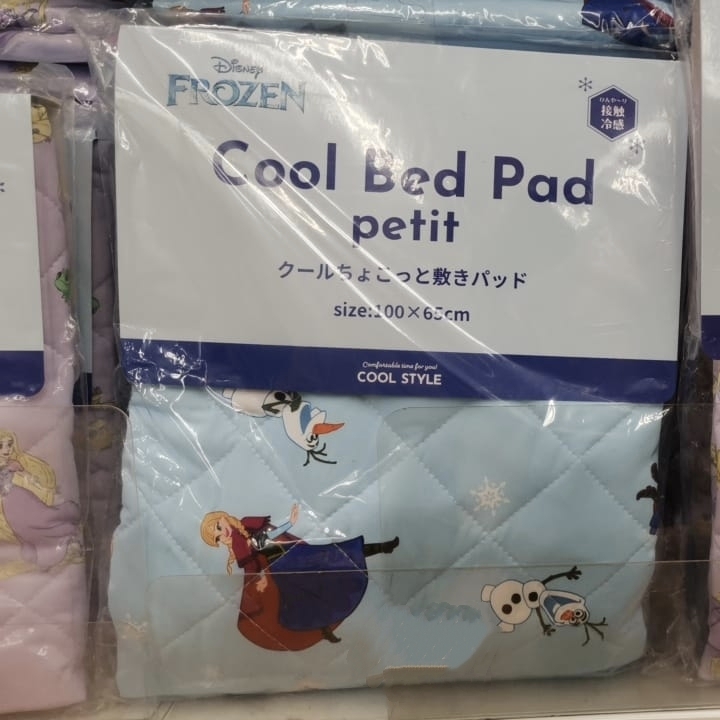 Disney
FROZEN
ひんや〜り
接触
冷感
Cool Bed Pad
petit
クールちょこっと敷きパッド
size:100×65cm
Comfortable time for you!
COOL STYLE